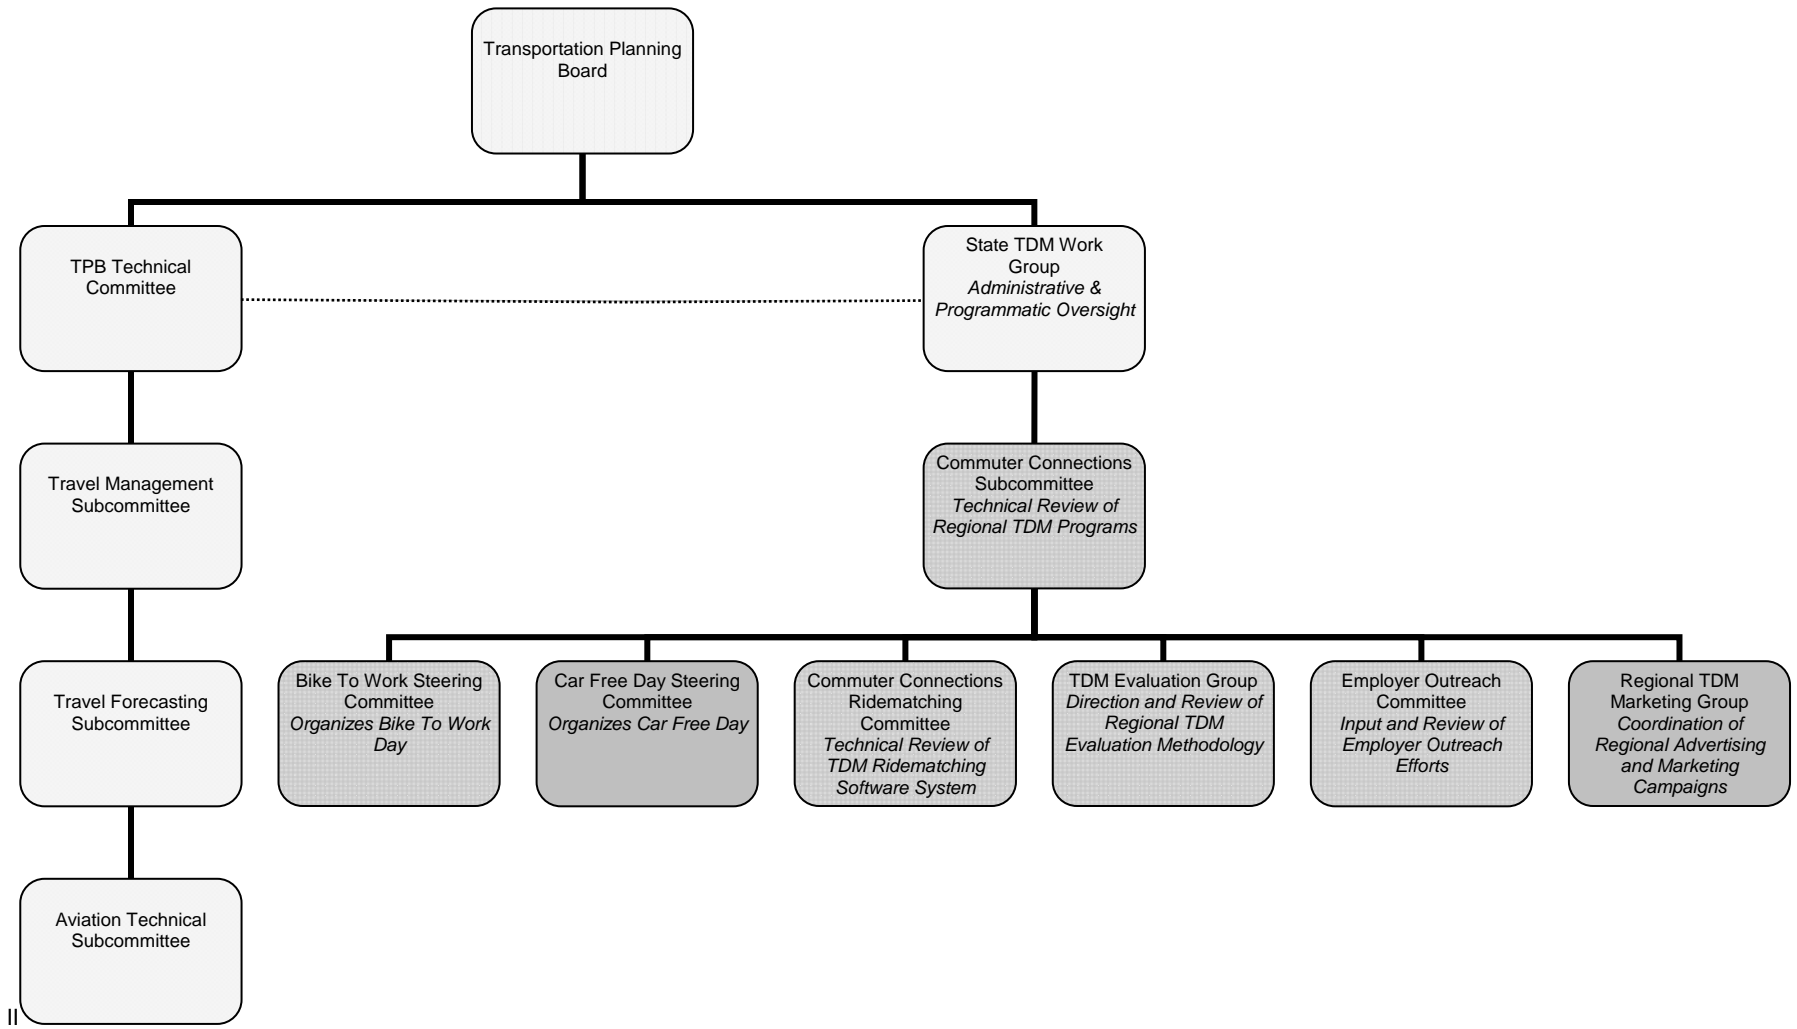 Transportation Planning
Board
TPB Technical
Committee
State TDM Work
Group
Administrative &
Programmatic Oversight
Travel Management
Subcommittee
Commuter Connections
Subcommittee
Technical Review of
Regional TDM Programs
Travel Forecasting
Subcommittee
Bike To Work Steering
Committee
Organizes Bike To Work
Day
Car Free Day Steering
Committee
Organizes Car Free Day
Commuter Connections
Ridematching
Committee
Technical Review of
TDM Ridematching
Software System
TDM Evaluation Group
Direction and Review of
Regional TDM
Evaluation Methodology
Employer Outreach
Committee
Input and Review of
Employer Outreach
Efforts
Regional TDM
Marketing Group
Coordination of
Regional Advertising
and Marketing
Campaigns
Aviation Technical
Subcommittee
II